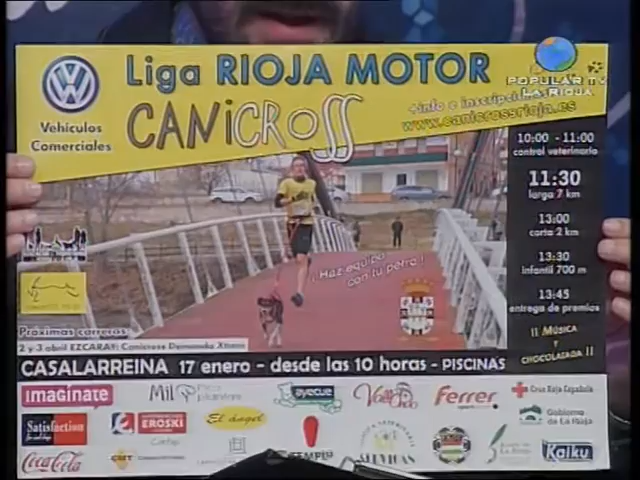 Liga RIOJA MOTOR
CANiCROSS
Vehículos
Comerciales
+info e inscripciones
www.canicrossrioja.es
POPULAR TV
LA RIOJA
10:00 - 11:00
control veterinario
11:30
larga 7 km
13:00
corta 2 km
13:30
infantil 700 m
13:45
entrega de premios
!! MÚSICA
Y
CHOCOLATADA !!
¡¡ Haz equipo
con tu perro !!
Próximas carreras
2 y 3 abril EZCARAY: Canicross Demanda Xtrem
CASALARREINA 17 enero - desde las 10 horas - PISCINAS
imagínate
ayecue
Ferrer
Cruz Roja Española
Satisfaction
EROSKI
El ángel
Gobierno
de La Rioja
Coca-Cola
Kaiku